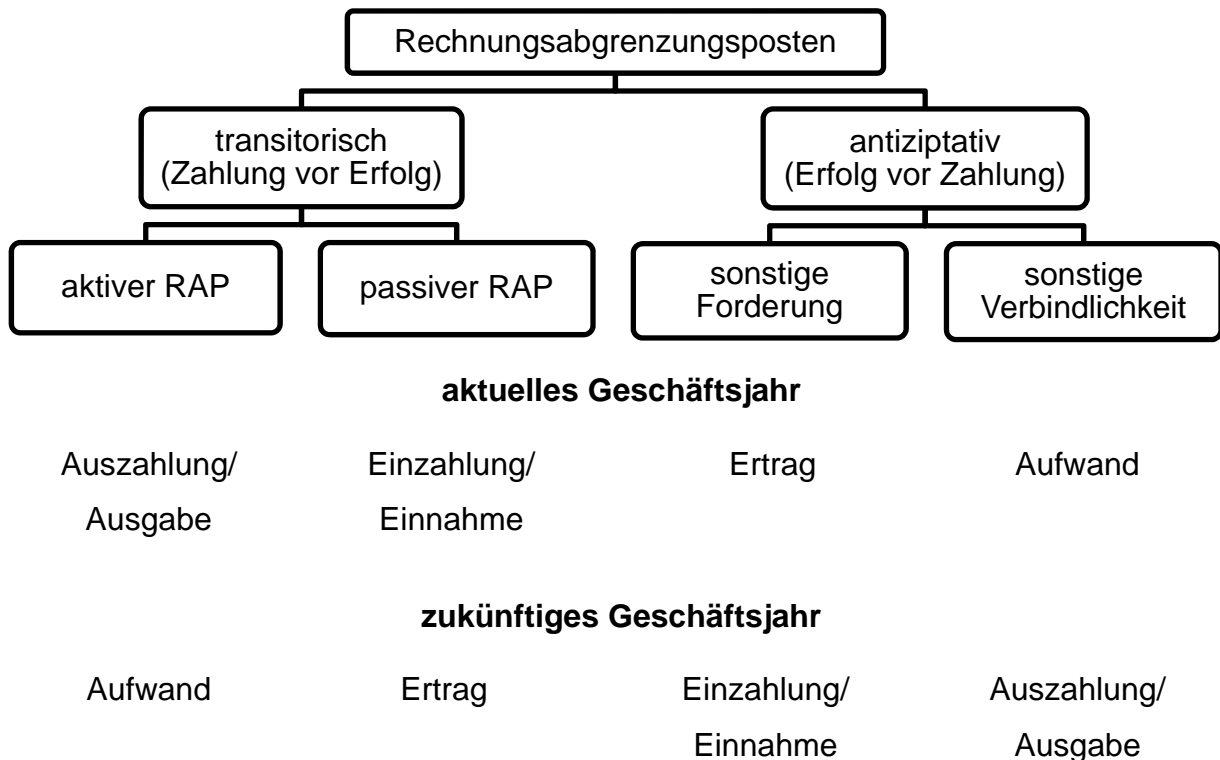 Rechnungsabgrenzungsposten
transitorisch
(Zahlung vor Erfolg)
antiziptativ
(Erfolg vor Zahlung)
aktiver RAP
passiver RAP
sonstige
Forderung
sonstige
Verbindlichkeit
aktuelles Geschäftsjahr
Auszahlung/
Ausgabe
Einzahlung/
Einnahme
Ertrag
Aufwand
zukünftiges Geschäftsjahr
Aufwand
Ertrag
Einzahlung/
Einnahme
Auszahlung/
Ausgabe